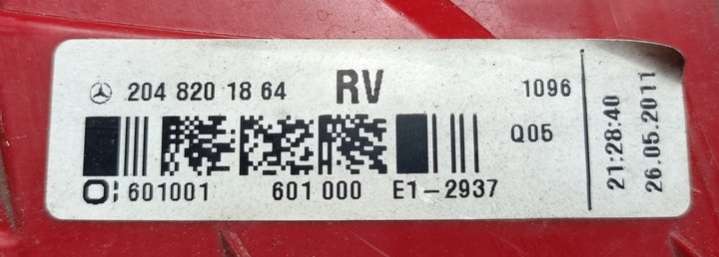 204 820 18 64 RV 1096
Q05
O: 601001 601 000 E1-2937
21:28:40
26.05.2011